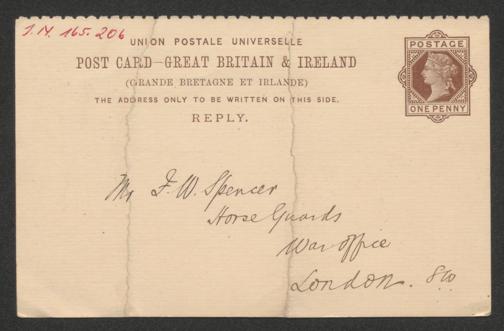 I.N. 165.206
UNION POSTALE UNIVERSELLE
POST CARD-GREAT BRITAIN & IRELAND
(GRANDE BRETAGNE ET IRLANDE)
THE ADDRESS ONLY TO BE WRITTEN ON THIS SIDE.
REPLY.
POSTAGE
ONE PENNY
Mr F. W. Spencer
Horse Guards
War office
London. SW